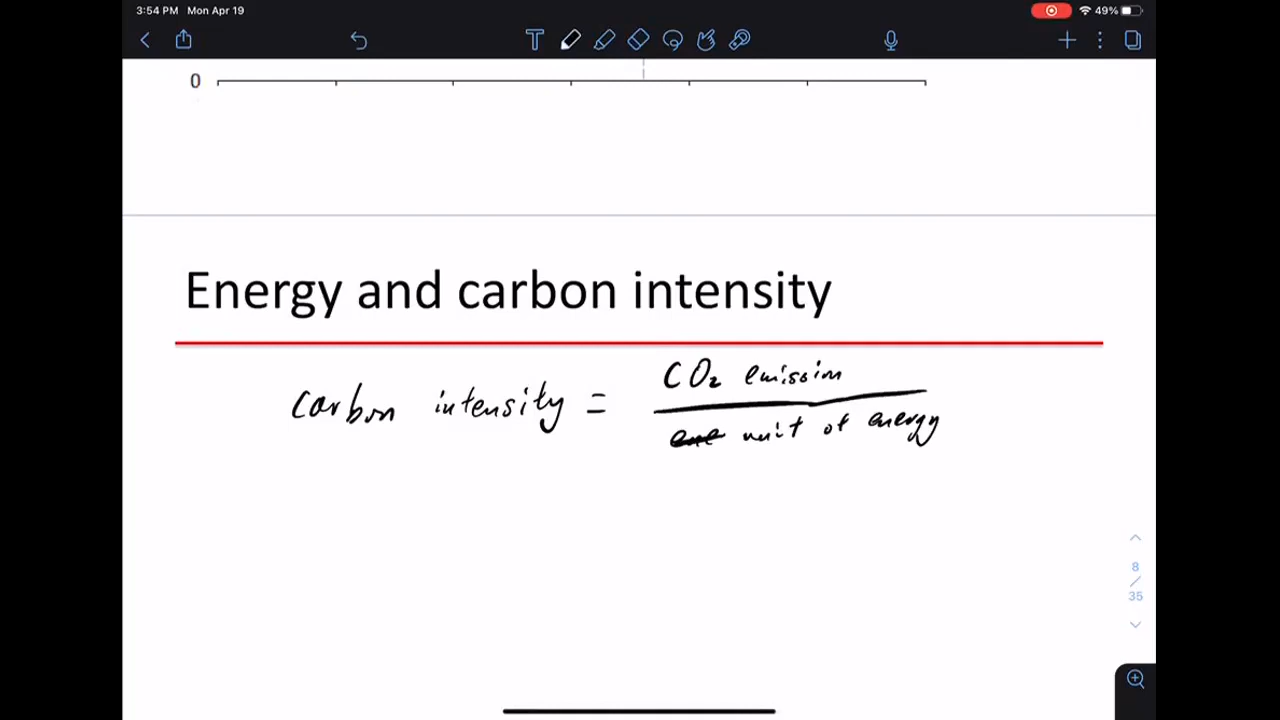 3:54 PM Mon Apr 19
49%
0
Energy and carbon intensity
carbon intensity = CO₂ emission
unit of energy
8
/
35